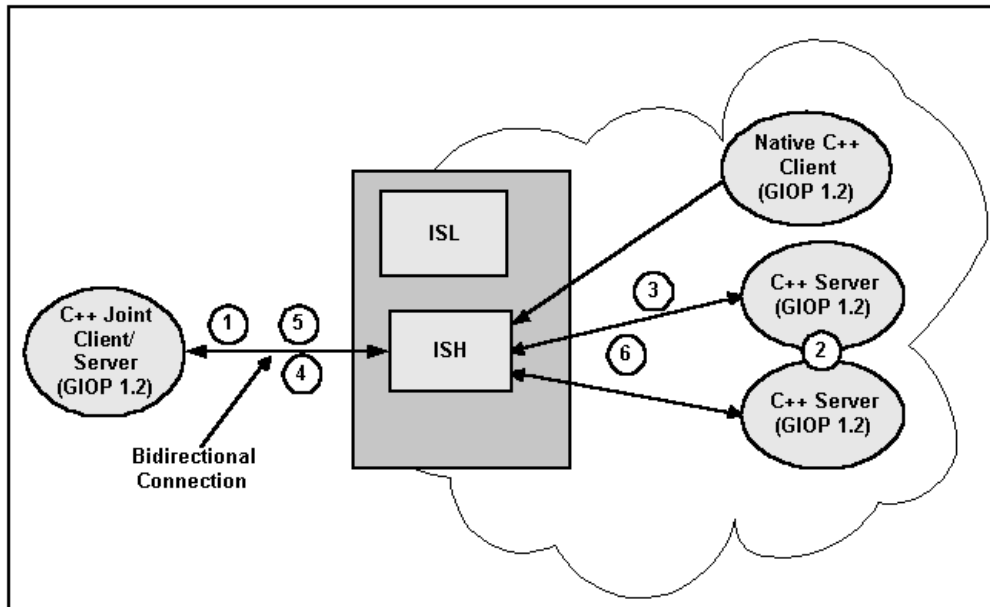 Native C++
Client
(GIOP 1.2)
ISL
C++ Server
(GIOP 1.2)
3
C++ Joint
Client/
Server
(GIOP 1.2)
1
5
4
ISH
6
2
C++ Server
(GIOP 1.2)
Bidirectional
Connection